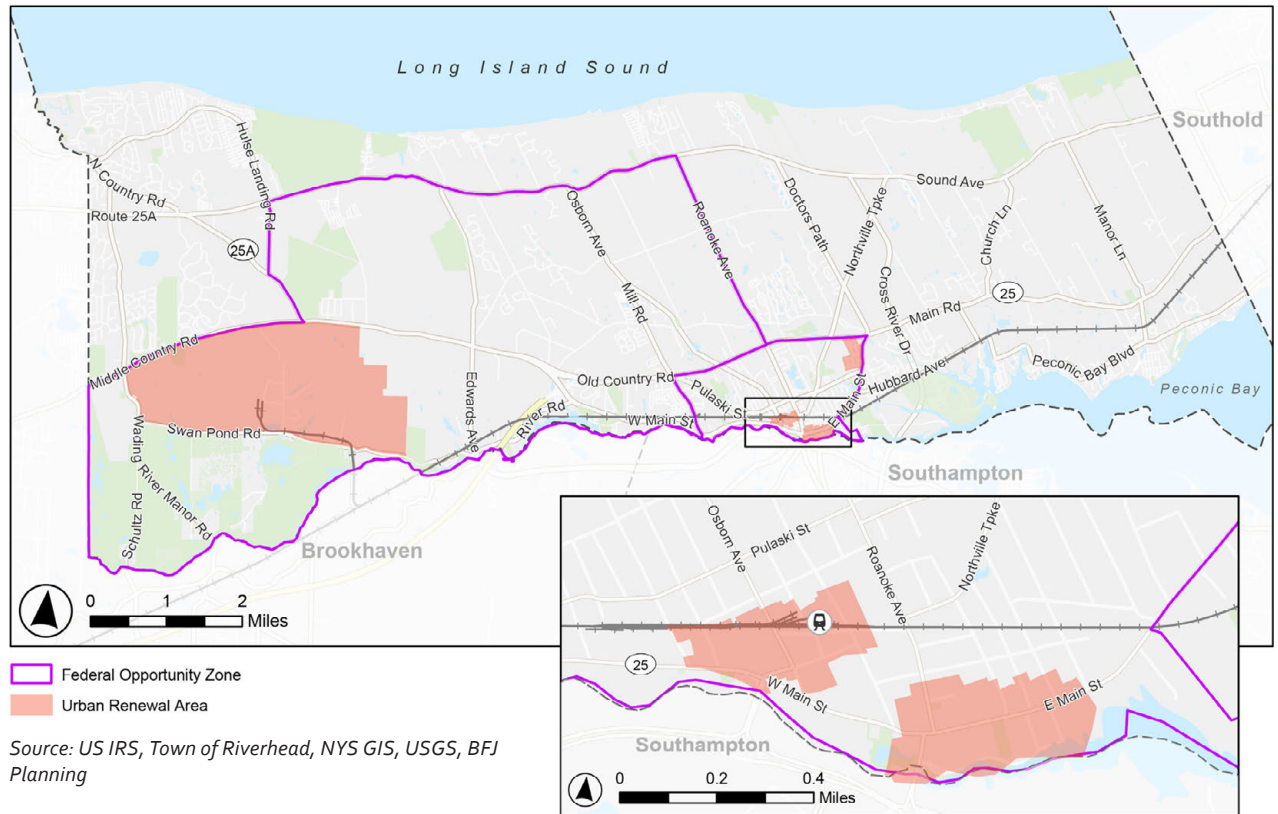 Long Island Sound
Southold
Hulse Landing Rd
N Country Rd
Route 25A
25A
Sound Ave
Osborn Ave
Roanoke Ave
Doctors Path
Northville Tpke
Church Ln
Manor Ln
Cross River Dr
25
Main Rd
Mill Rd
Middle Country Rd
Old Country Rd
Pulaski St
Hubbard Ave
Peconic Bay Blvd
Peconic Bay
Edwards Ave
River Rd
W Main St
E Main St
Swan Pond Rd
Wading River Manor Rd
Schultz Rd
Southampton
Brookhaven
0 1 2
Miles
Osborn Ave
Pulaski St
Roanoke Ave
Northville Tpke
25
W Main St
E Main St
Southampton
0 0.2 0.4
Miles
Federal Opportunity Zone
Urban Renewal Area
Source: US IRS, Town of Riverhead, NYS GIS, USGS, BFJ
Planning